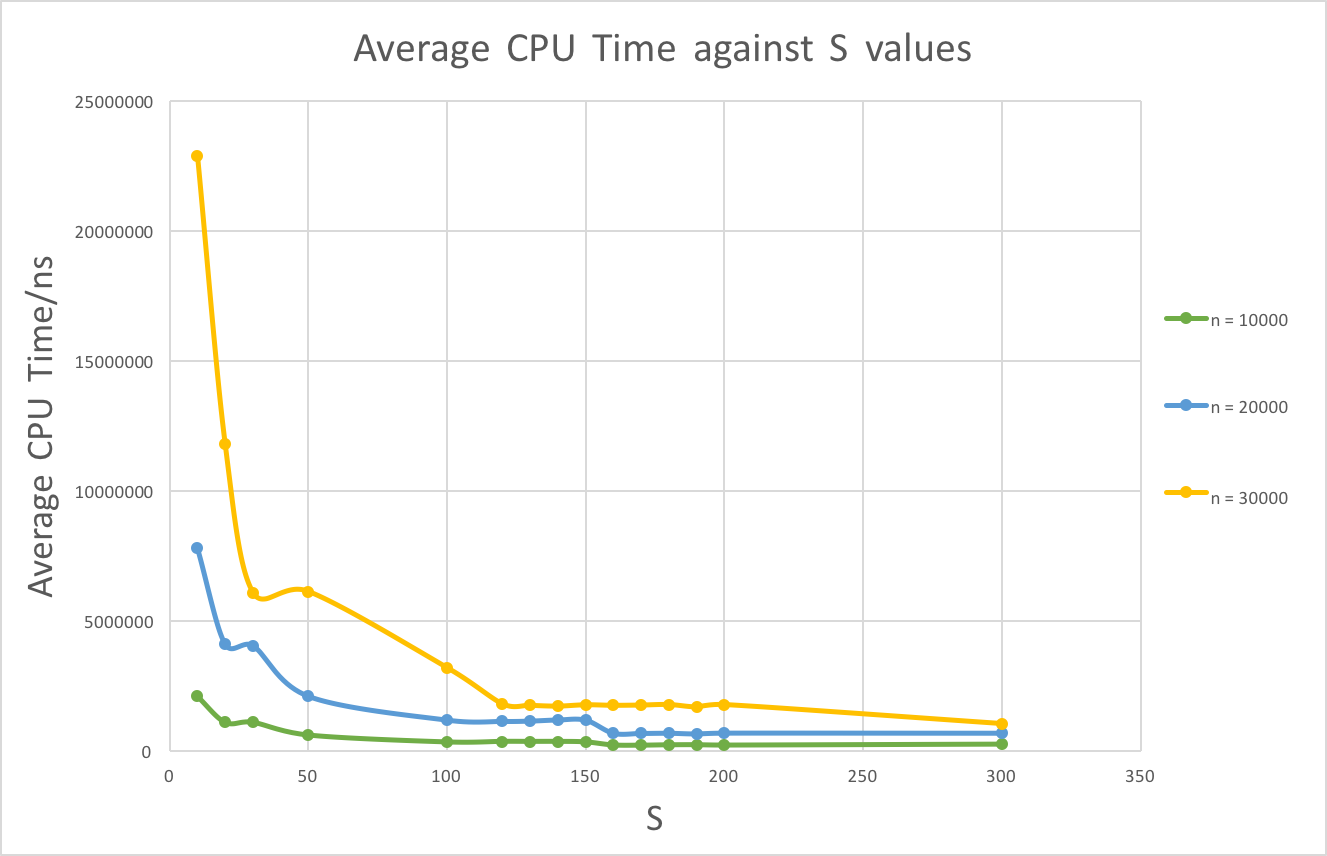 Average CPU Time against S values
Average CPU Time/ns
25000000
20000000
15000000
10000000
5000000
0
0 50 100 150 200 250 300 350
S
n = 10000
n = 20000
n = 30000